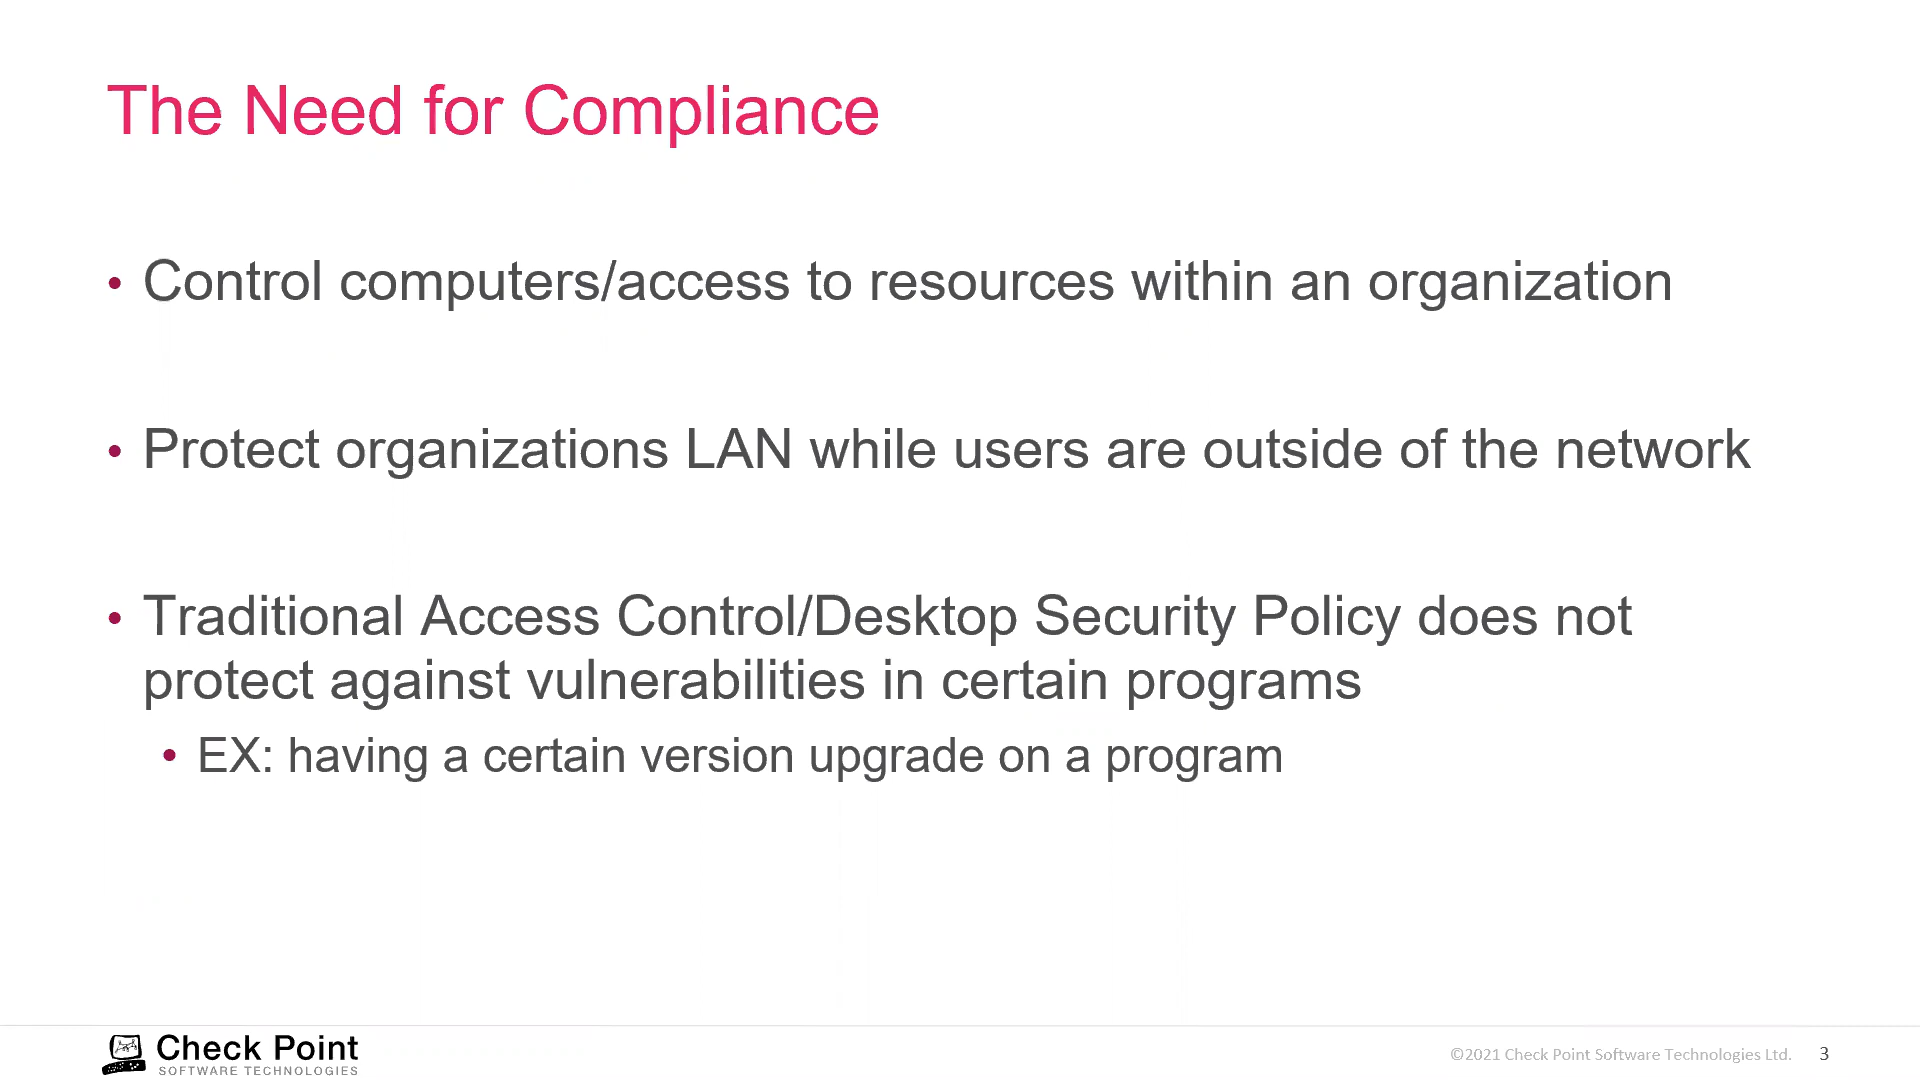 The Need for Compliance
• Control computers/access to resources within an organization
• Protect organizations LAN while users are outside of the network
• Traditional Access Control/Desktop Security Policy does not
protect against vulnerabilities in certain programs
• EX: having a certain version upgrade on a program
Check Point
SOFTWARE TECHNOLOGIES
©2021 Check Point Software Technologies Ltd. 3